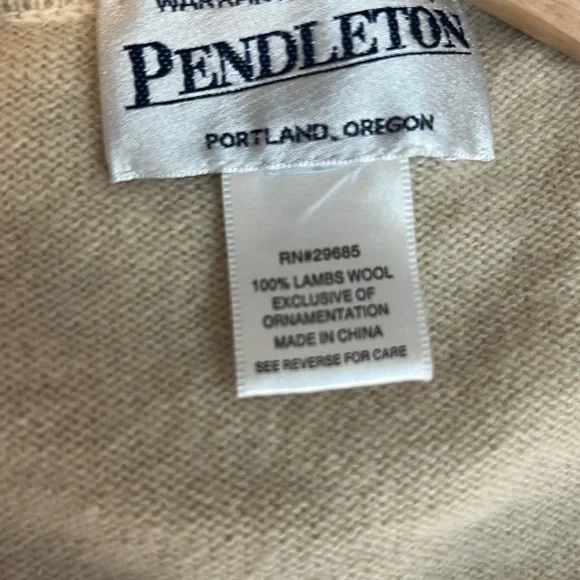 PENDLETON
PORTLAND, OREGON
RN#29685
100% LAMBS WOOL
EXCLUSIVE OF
ORNAMENTATION
MADE IN CHINA
SEE REVERSE FOR CARE